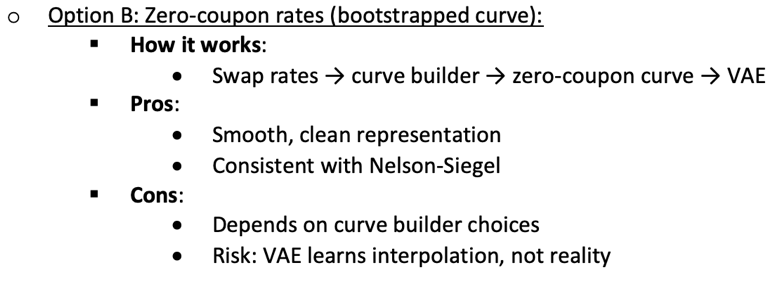 ○ Option B: Zero-coupon rates (bootstrapped curve):
▪ How it works:
• Swap rates → curve builder → zero-coupon curve → VAE
▪ Pros:
• Smooth, clean representation
• Consistent with Nelson-Siegel
▪ Cons:
• Depends on curve builder choices
• Risk: VAE learns interpolation, not reality